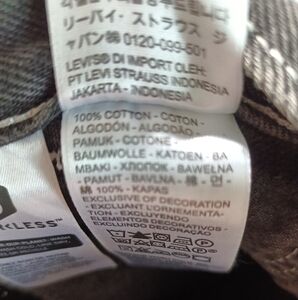 リーバイ・ストラウス ジ
ャパン㈱ 0120-099-501
LEVI'S® DI IMPORT OLEH:
PT LEVI STRAUSS INDONESIA
JAKARTA - INDONESIA
100% COTTON - COTON -
ALGODÓN - ALGODÃO -
PAMUK - COTONE -
BAUMWOLLE - KATOEN - BA
MBAKI - ХЛОПОК - BAWEŁNA
- PAMUT - BAVLNA - 棉 - 면 -
綿 100% - KAPAS
EXCLUSIVE OF DECORATION -
EXCLUANT L'ORNEMENTA-
TION - EXCLUYENDO
ELEMENTOS DECORATIVOS -
EXCLUINDO
<LESS™